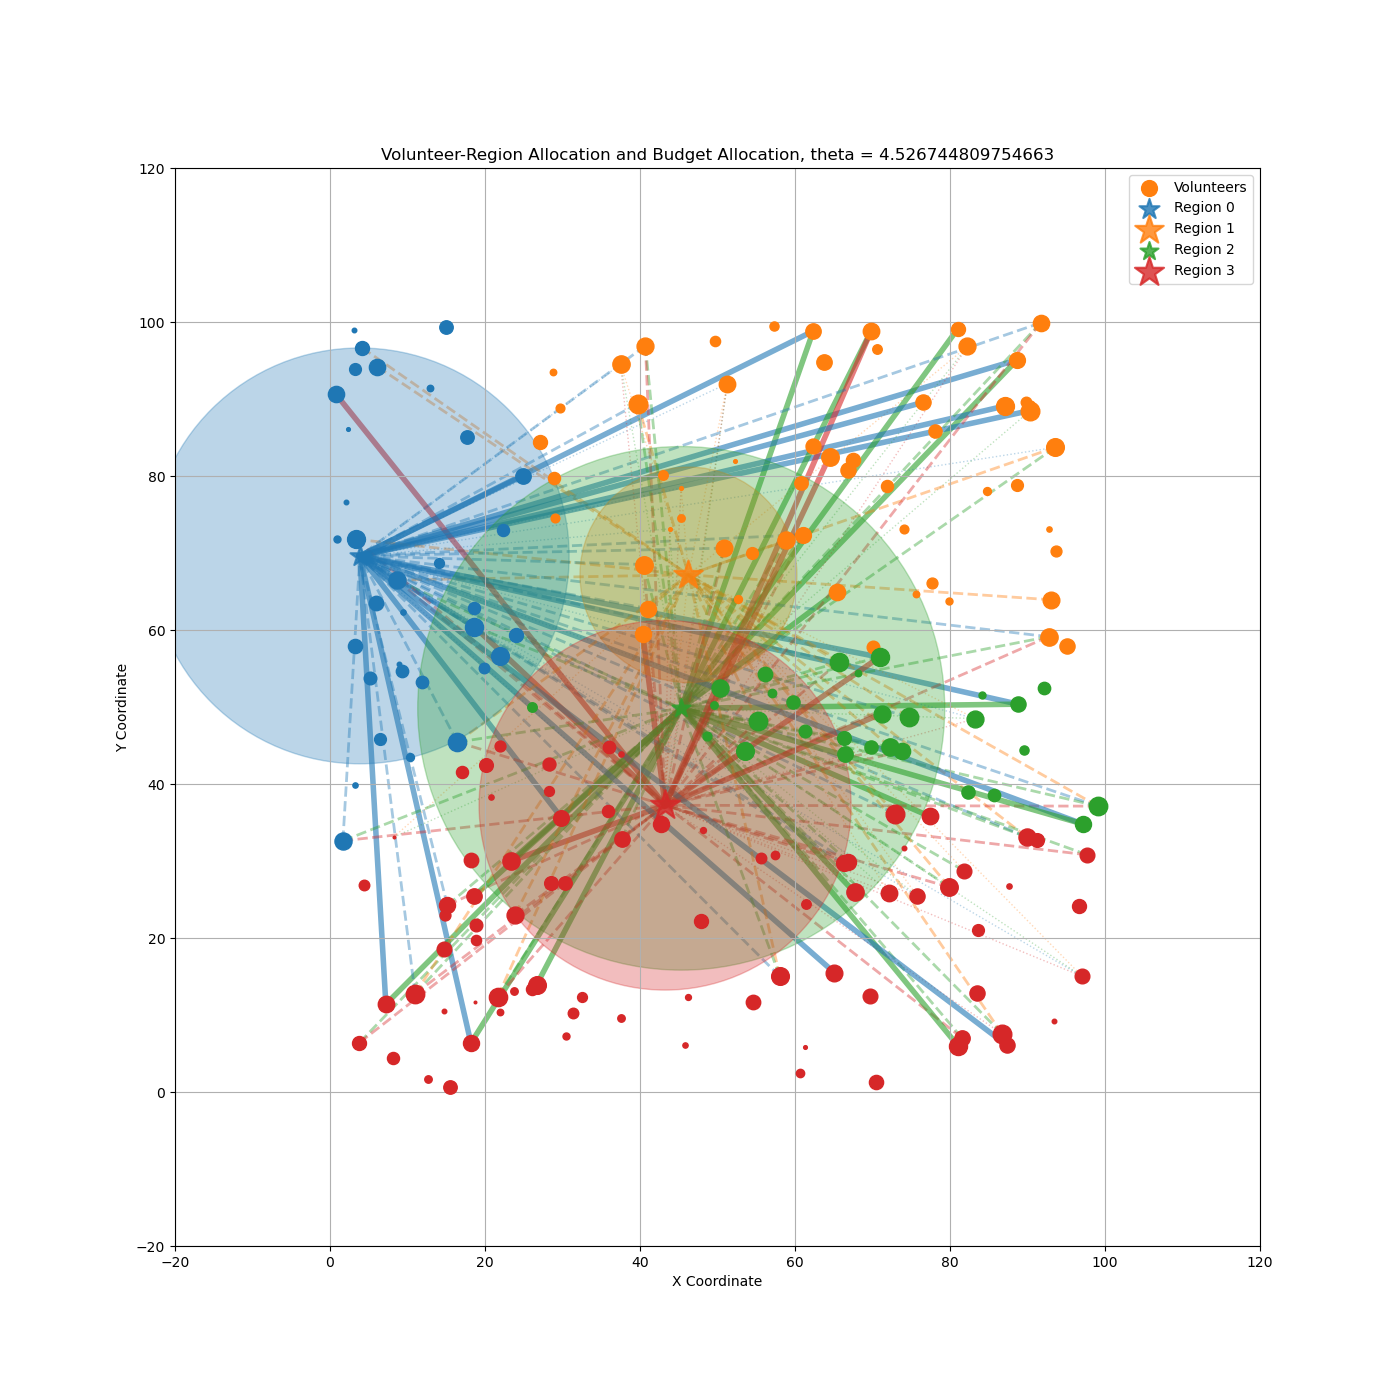 Volunteer-Region Allocation and Budget Allocation, theta = 4.526744809754663
120
100
80
60
40
20
0
−20
Y Coordinate
Volunteers
Region 0
Region 1
Region 2
Region 3
−20 0 20 40 60 80 100 120
X Coordinate